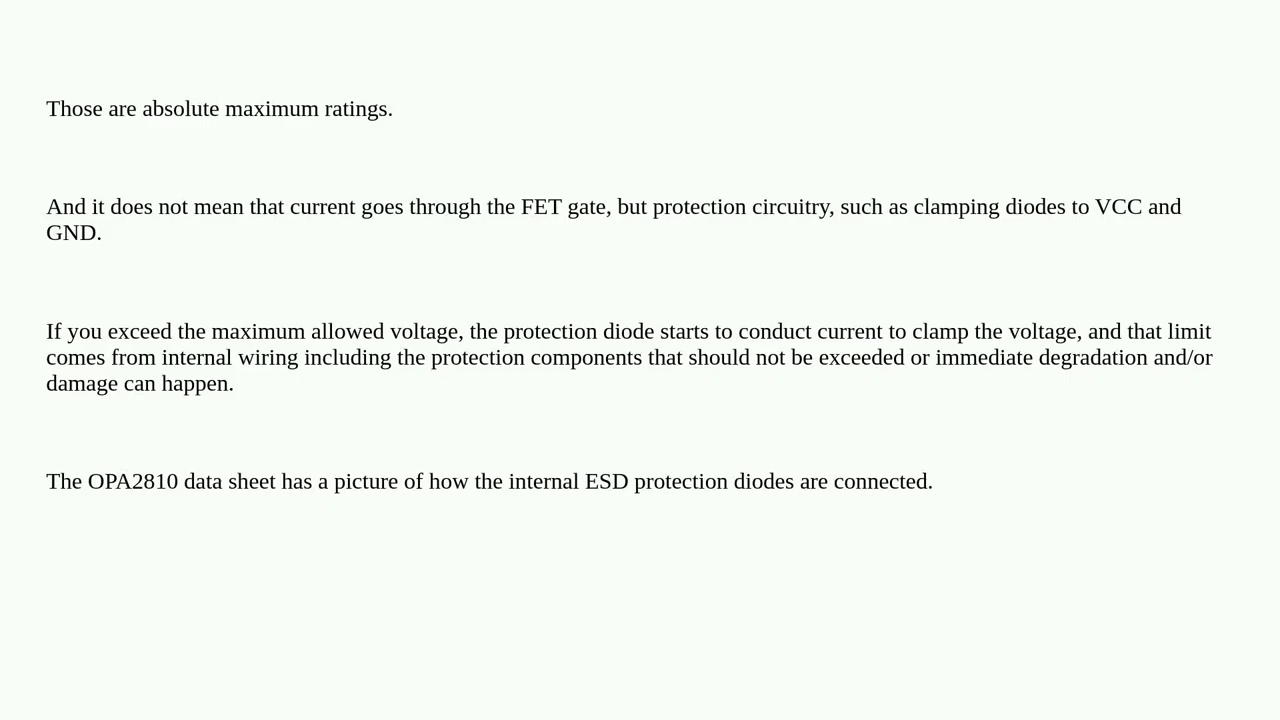 Those are absolute maximum ratings.
And it does not mean that current goes through the FET gate, but protection circuitry, such as clamping diodes to VCC and
GND.
If you exceed the maximum allowed voltage, the protection diode starts to conduct current to clamp the voltage, and that limit
comes from internal wiring including the protection components that should not be exceeded or immediate degradation and/or
damage can happen.
The OPA2810 data sheet has a picture of how the internal ESD protection diodes are connected.